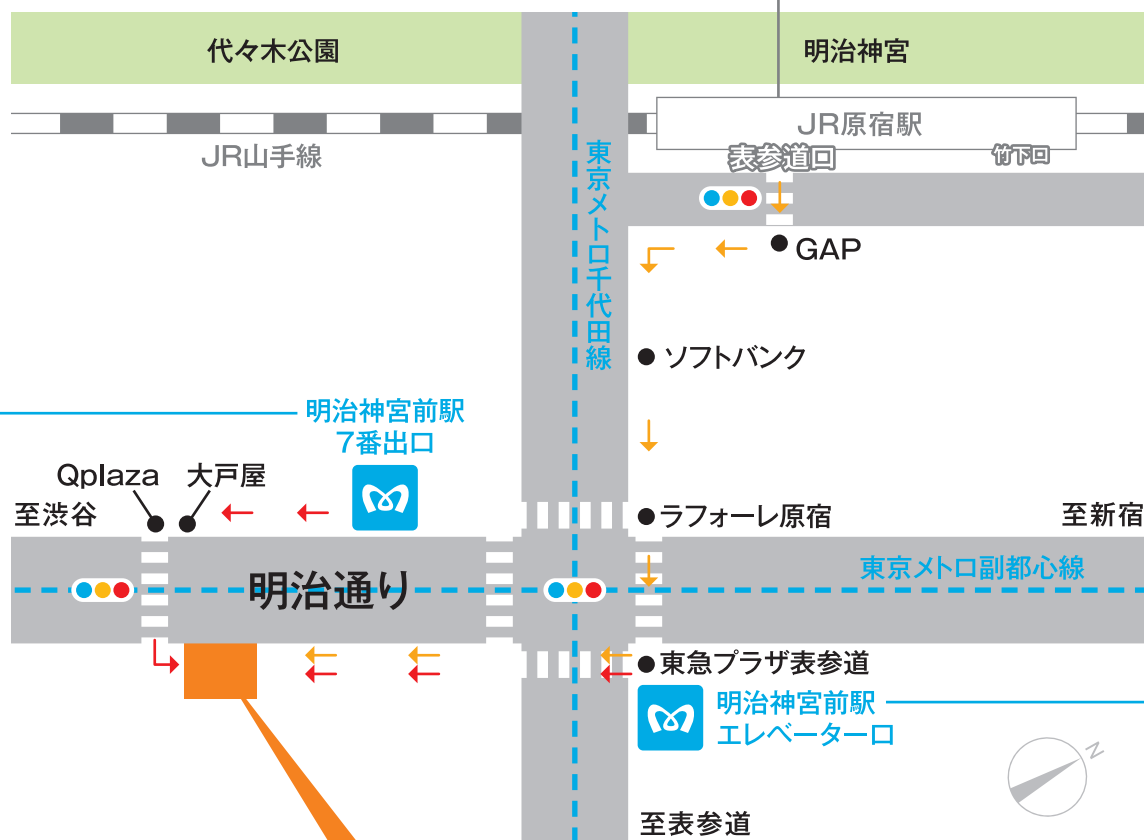 代々木公園
明治神宮
JR原宿駅
JR山手線
表参道口
竹下口
東京メトロ千代田線
GAP
ソフトバンク
明治神宮前駅
7番出口
Qplaza
大戸屋
至渋谷
ラフォーレ原宿
至新宿
東京メトロ副都心線
明治通り
東急プラザ表参道
明治神宮前駅
エレベーター口
N
至表参道